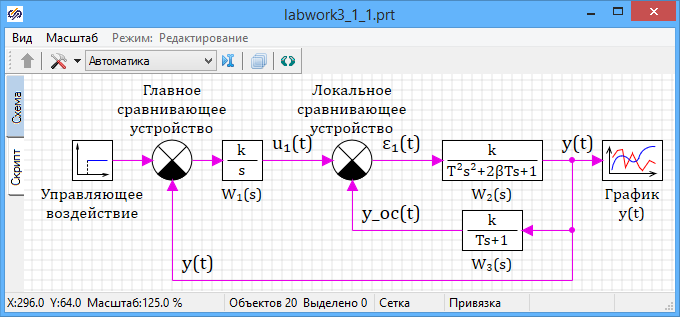 labwork3_1_1.prt
Вид Масштаб Режим: Редактирование
Автоматика
Схема
Скрипт
Главное
сравнивающее
устройство
Локальное
сравнивающее
устройство
Управляющее
воздействие
k
s
W₁(s)
u₁(t)
ε₁(t)
k
T²s²+2βTs+1
W₂(s)
y(t)
График
y(t)
y_oc(t)
k
Ts+1
W₃(s)
y(t)
X:296.0 Y:64.0 Масштаб:125.0 % Объектов 20 Выделено 0 Сетка Привязка